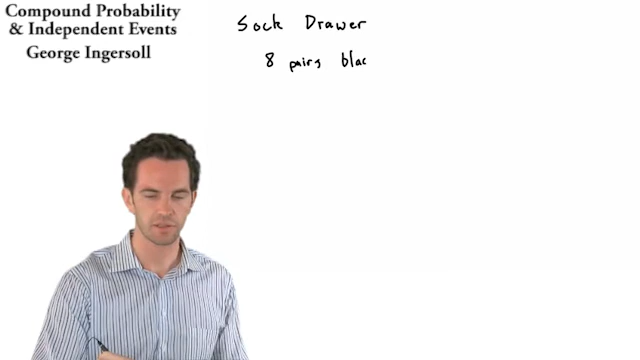 Compound Probability
& Independent Events
George Ingersoll
Sock Drawer
8 pairs blac